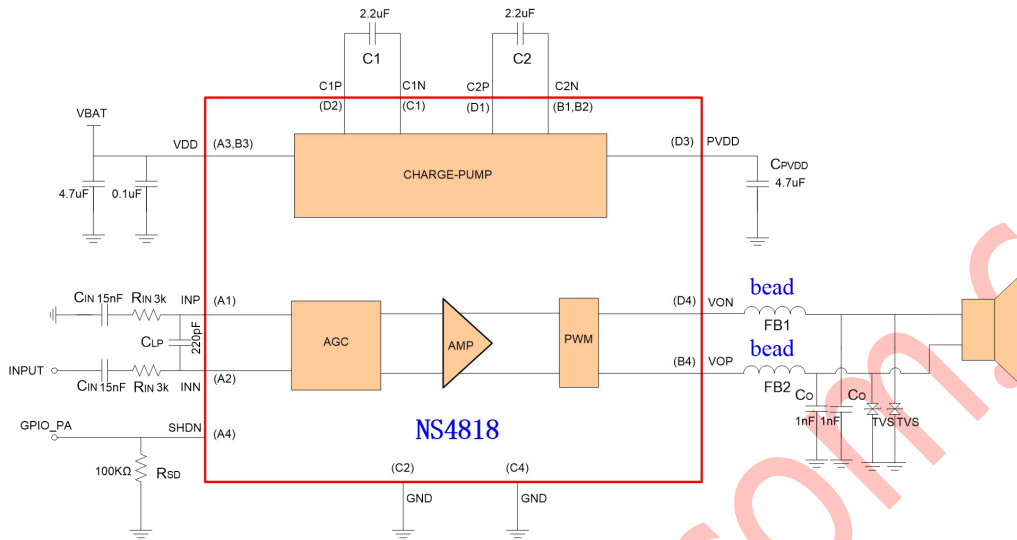 2.2uF 2.2uF
C1 C2
C1P C1N C2P C2N
(D2) (C1) (D1) (B1,B2)
VBAT
VDD (A3,B3) (D3) PVDD
CHARGE-PUMP
CPVDD
4.7uF 0.1uF 4.7uF
bead
CIN 15nF RIN 3k INP (A1) (D4) VON
FB1
CLP 220pF AGC AMP PWM
bead
INPUT (B4) VOP
CIN 15nF RIN 3k INN (A2) FB2
CO CO
1nF 1nF TVS TVS
GPIO_PA SHDN (A4)
NS4818
100KΩ RSD
(C2) (C4)
GND GND